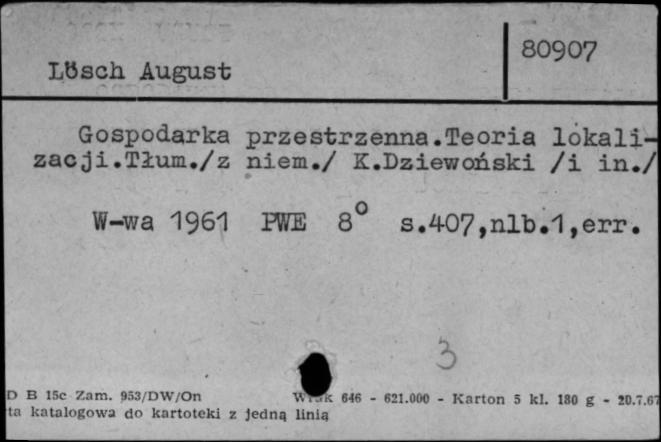 80907
Lösch August
Gospodarka przestrzenna.Teoria lokali-
zacji.Tłum./z niem./ K.Dziewoński /i in./
W-wa 1961 PWE 8° s.407,nlb.1,err.
3
D B 15c Zam. 953/DW/On 646 - 621.000 - Karton 5 kl. 180 g - 20.7.67
ta katalogowa do kartoteki z jedną linią